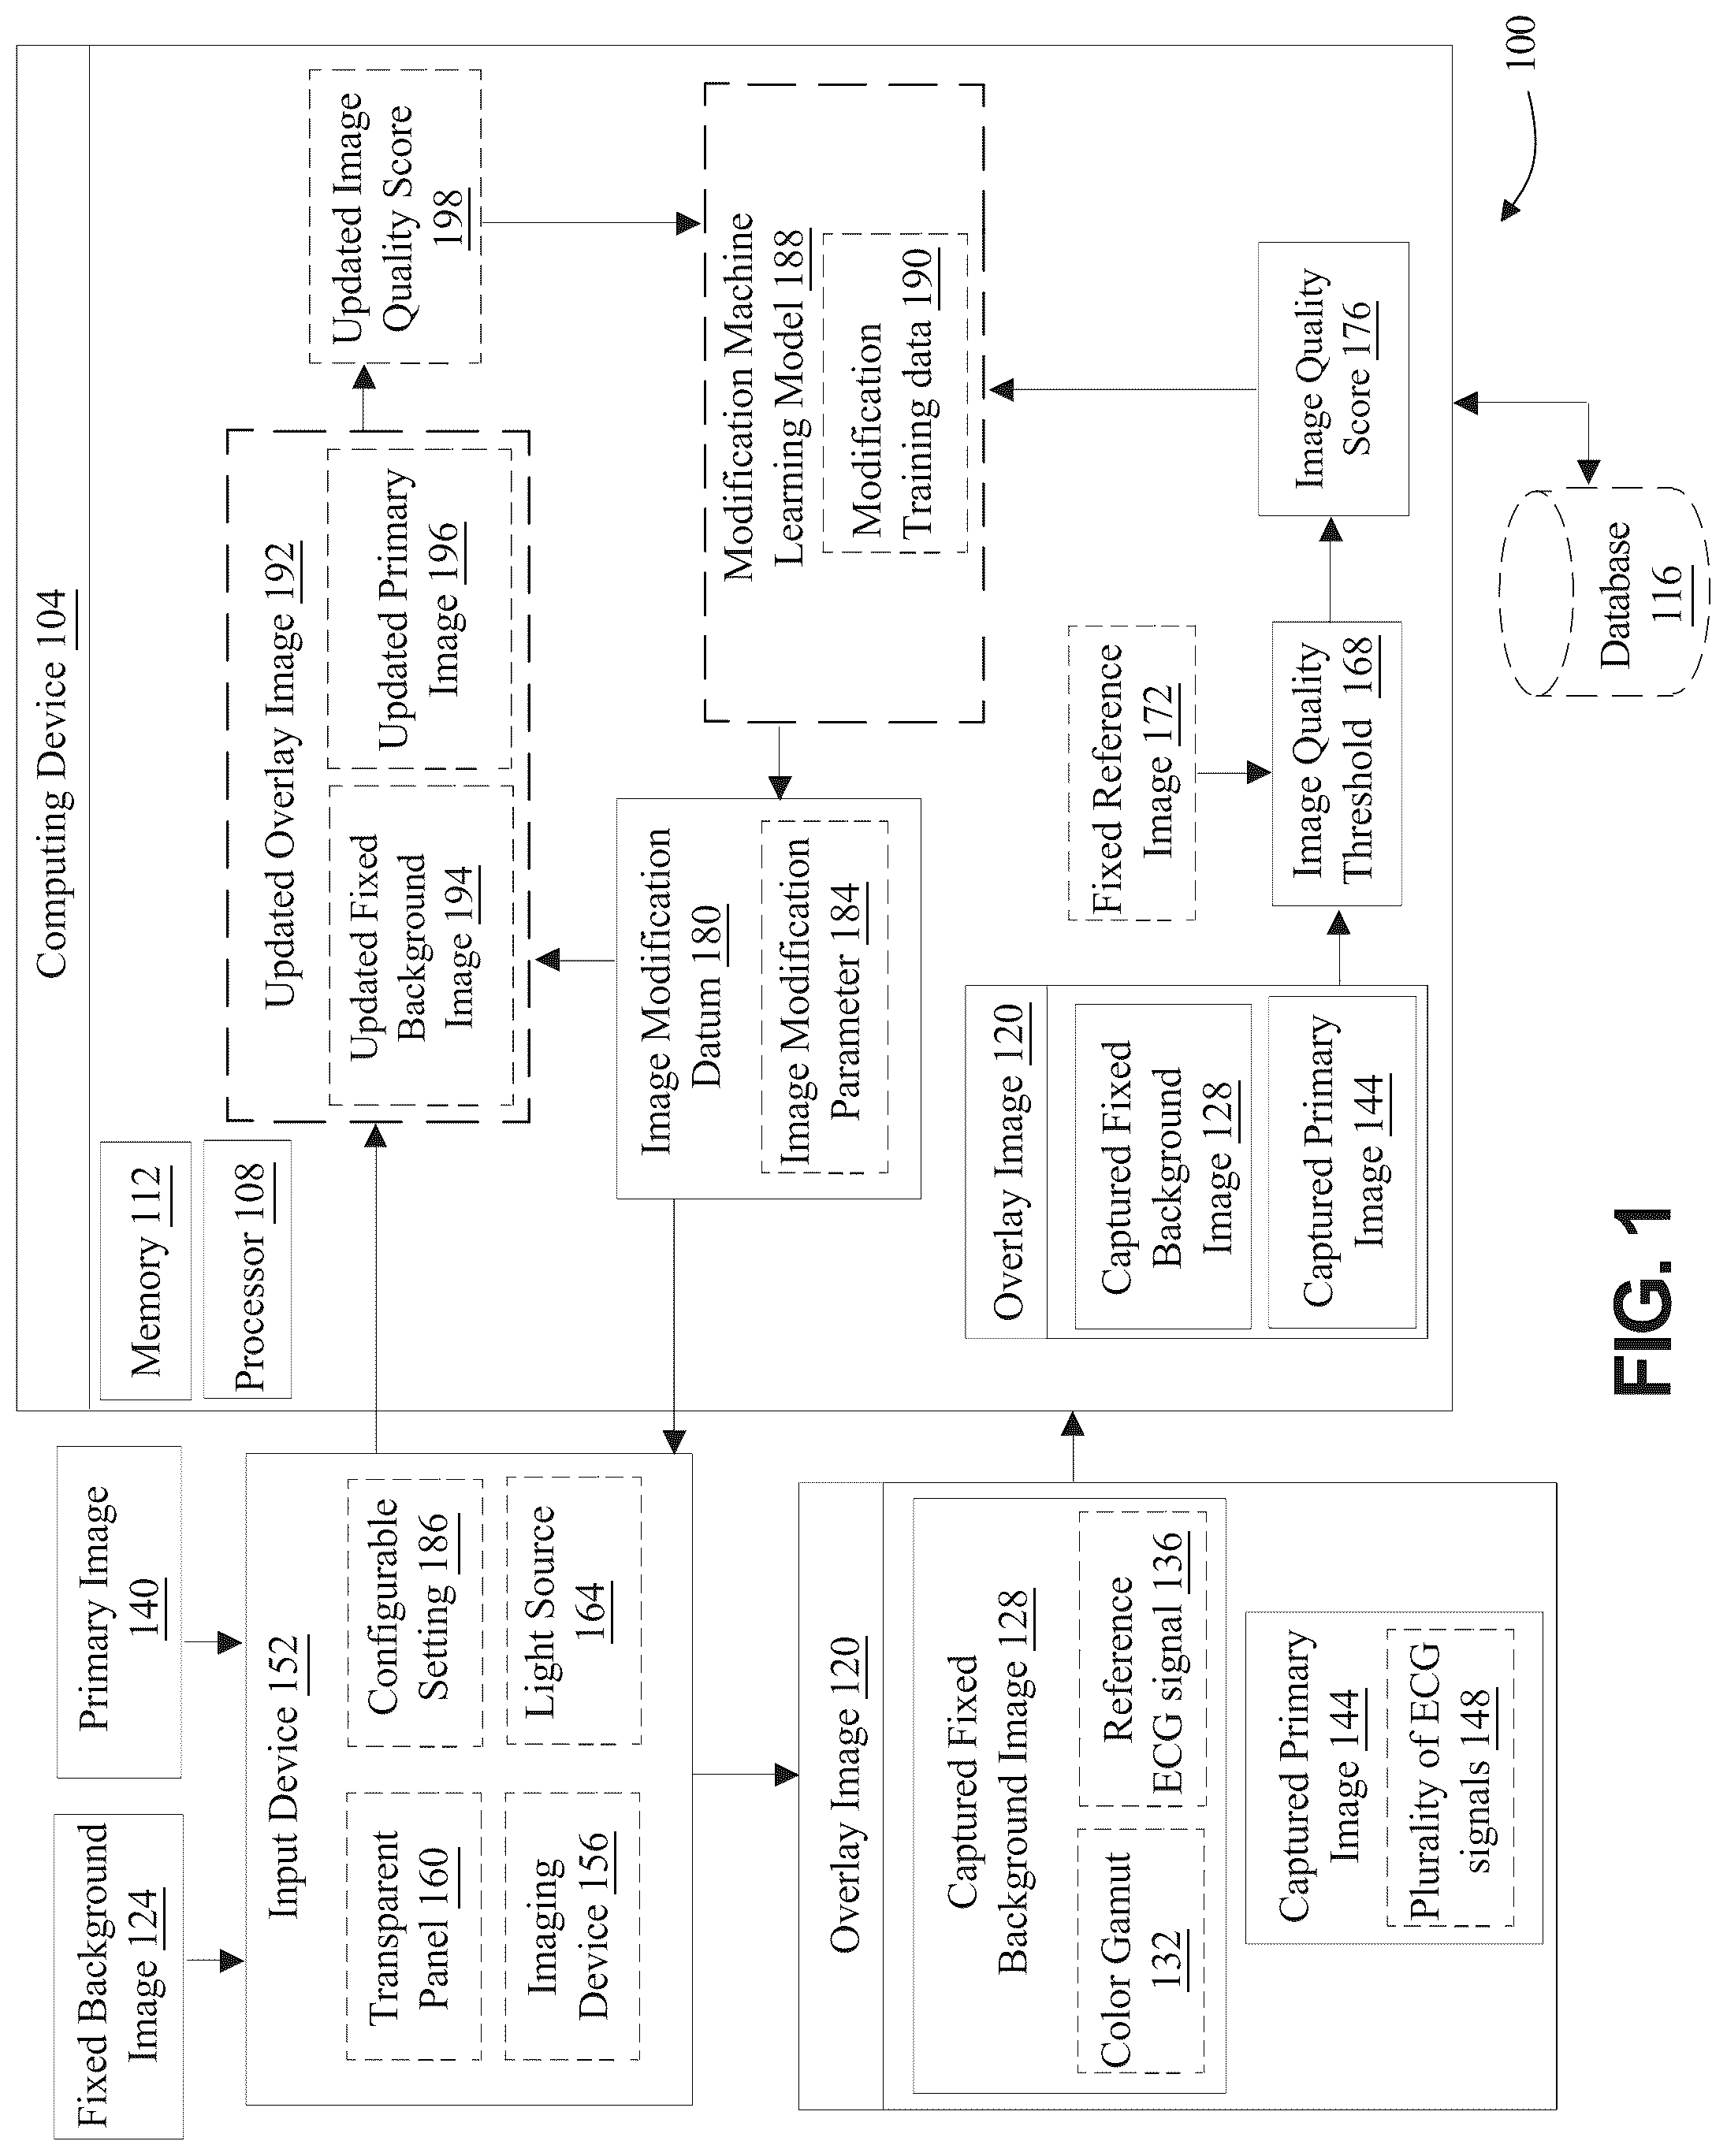 Fixed Background
Image 124
Primary Image
140
Input Device 152
Transparent
Panel 160
Configurable
Setting 186
Imaging
Device 156
Light Source
164
Overlay Image 120
Captured Fixed
Background Image 128
Color Gamut
132
Reference
ECG signal 136
Captured Primary
Image 144
Plurality of ECG
signals 148
Computing Device 104
Memory 112
Processor 108
Updated Overlay Image 192
Updated Fixed
Background
Image 194
Updated Primary
Image 196
Updated Image
Quality Score
198
Image Modification
Datum 180
Image Modification
Parameter 184
Modification Machine
Learning Model 188
Modification
Training data 190
Overlay Image 120
Captured Fixed
Background
Image 128
Captured Primary
Image 144
Fixed Reference
Image 172
Image Quality
Threshold 168
Image Quality
Score 176
Database
116
100
FIG. 1